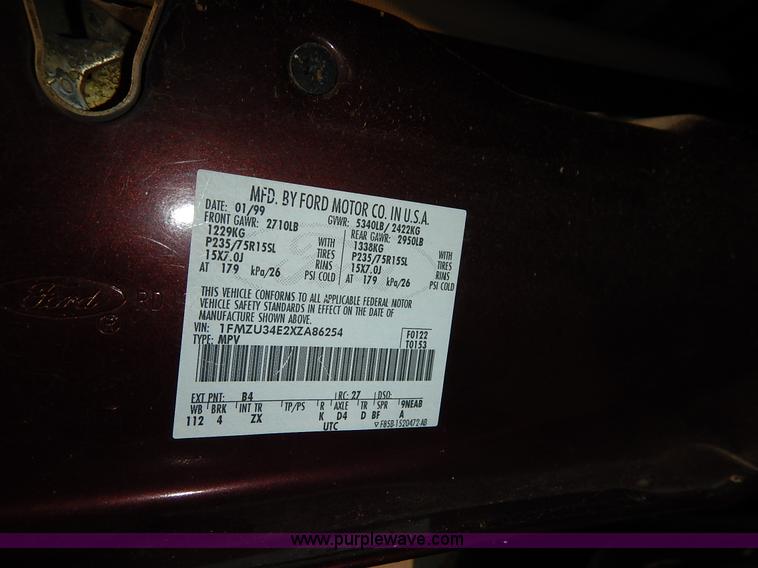 MFD. BY FORD MOTOR CO. IN U.S.A.
DATE: 01/99 GVWR: 5340LB/ 2422KG
FRONT GAWR: 2710LB REAR GAWR: 2950LB
1229KG WITH 1338KG WITH
P235/75R15SL TIRES P235/75R15SL TIRES
15X7.0J RIMS 15X7.0J RIMS
AT 179 kPa/26 PSI COLD AT 179 kPa/26 PSI COLD
THIS VEHICLE CONFORMS TO ALL APPLICABLE FEDERAL MOTOR
VEHICLE SAFETY STANDARDS IN EFFECT ON THE DATE OF
MANUFACTURE SHOWN ABOVE.
VIN: 1FMZU34E2XZA86254 F0122
TYPE: MPV T0153
EXT PNT: B4 RC: 27 DSO:
WB BRK INT TR TP/PS R AXLE TR SPR 9NEAB
112 4 ZX K D4 D BF A
UTC F85B-1520472-AB
Ford
®
www.purplewave.com